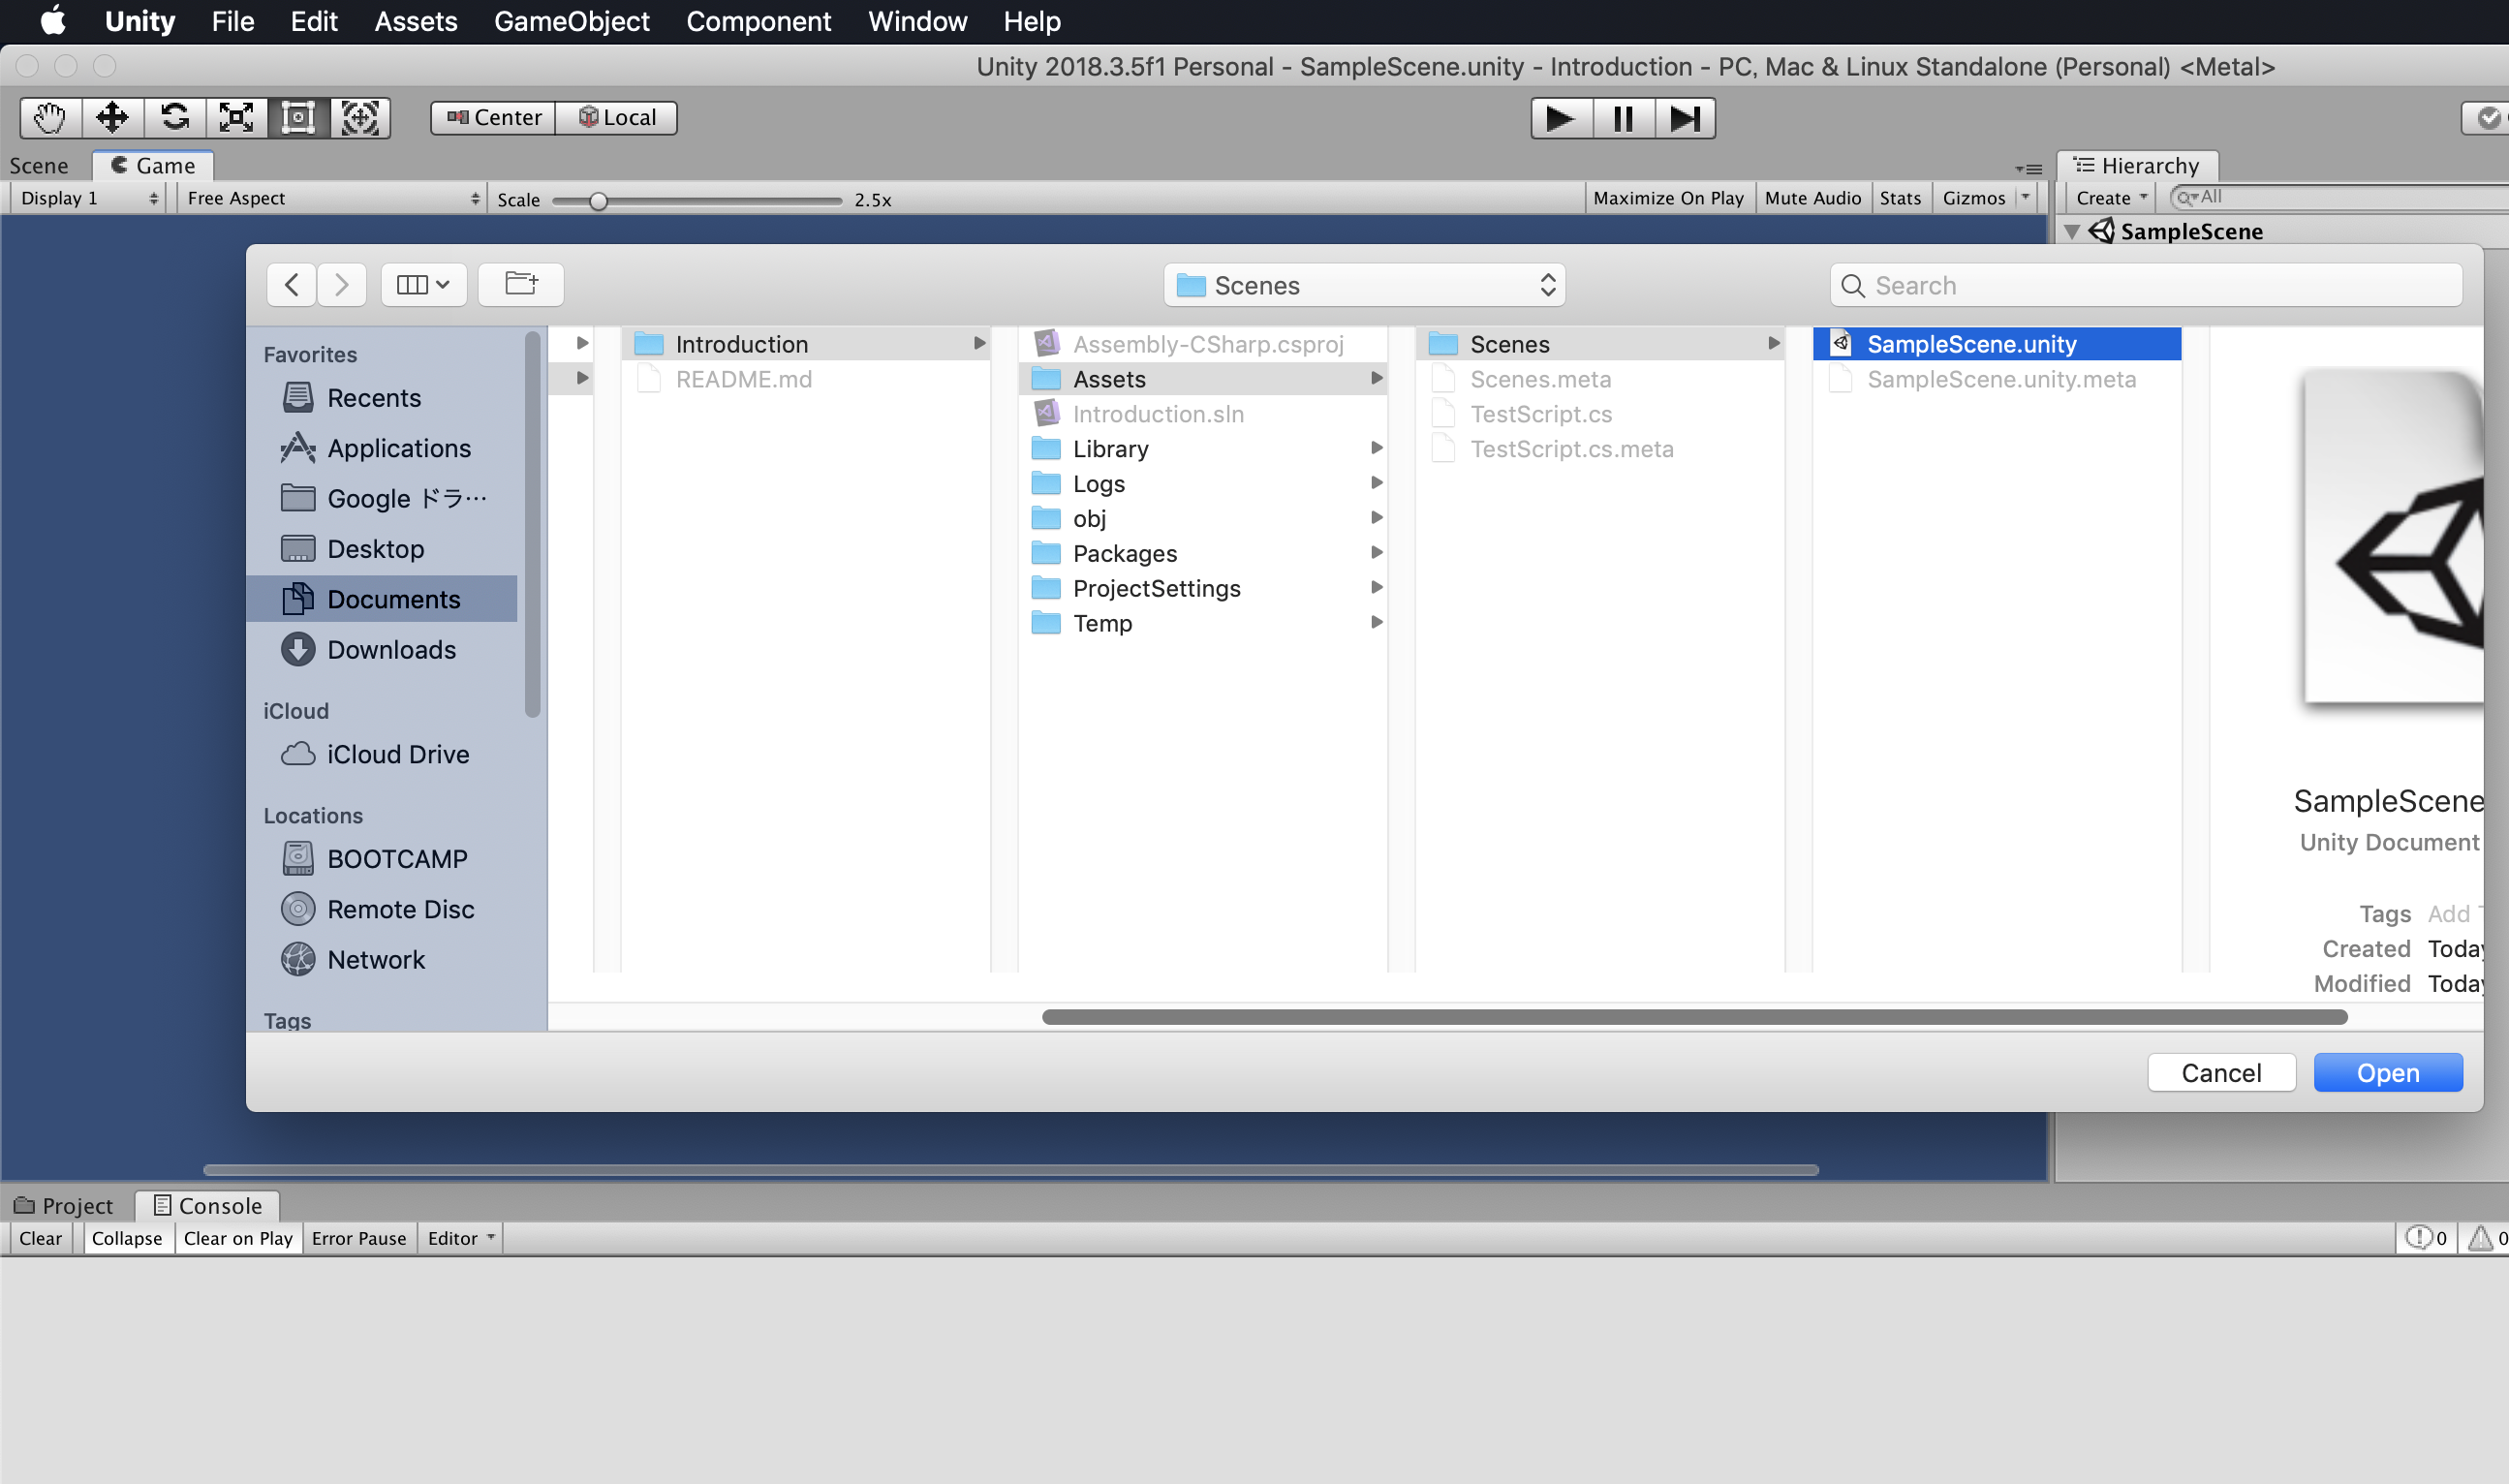 Unity File Edit Assets GameObject Component Window Help
Unity 2018.3.5f1 Personal - SampleScene.unity - Introduction - PC, Mac & Linux Standalone (Personal) <Metal>
Center Local
Scene Game
Hierarchy
Display 1 Free Aspect Scale 2.5x Maximize On Play Mute Audio Stats Gizmos
Create All
SampleScene
Scenes
Search
Favorites
Recents
Applications
Google ドラ…
Desktop
Documents
Downloads
iCloud
iCloud Drive
Locations
BOOTCAMP
Remote Disc
Network
Tags
Introduction
README.md
Assembly-CSharp.csproj
Assets
Introduction.sln
Library
Logs
obj
Packages
ProjectSettings
Temp
Scenes
Scenes.meta
TestScript.cs
TestScript.cs.meta
SampleScene.unity
SampleScene.unity.meta
SampleScene
Unity Document
Tags Add
Created Today
Modified Today
Cancel Open
Project Console
Clear Collapse Clear on Play Error Pause Editor 0 0